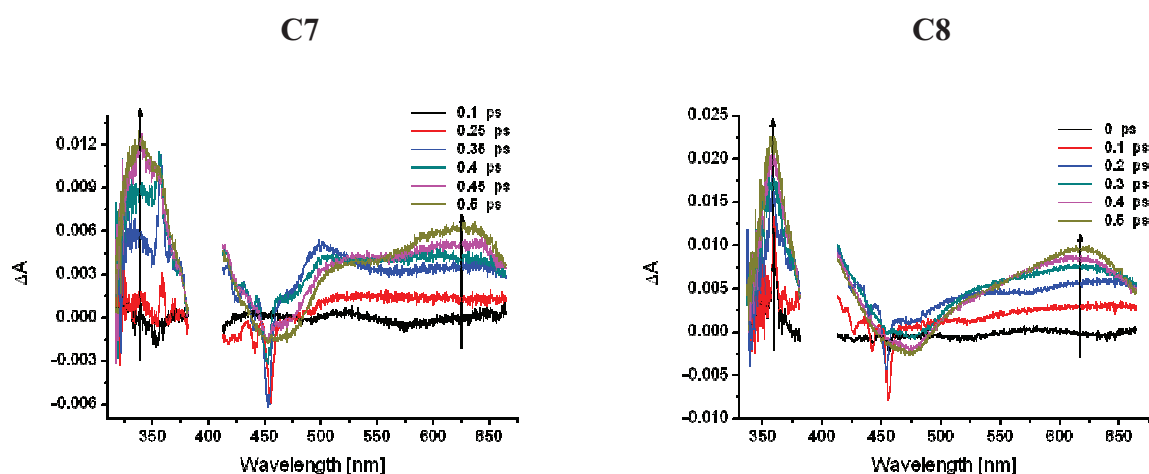 C7
C8
0.1 ps
0.25 ps
0.35 ps
0.4 ps
0.45 ps
0.5 ps
0.012
0.009
0.006
0.003
0.000
-0.003
-0.006
ΔA
350 400 450 500 550 600 650
Wavelength [nm]
0 ps
0.1 ps
0.2 ps
0.3 ps
0.4 ps
0.5 ps
0.025
0.020
0.015
0.010
0.005
0.000
-0.005
-0.010
ΔA
350 400 450 500 550 600 650
Wavelength [nm]